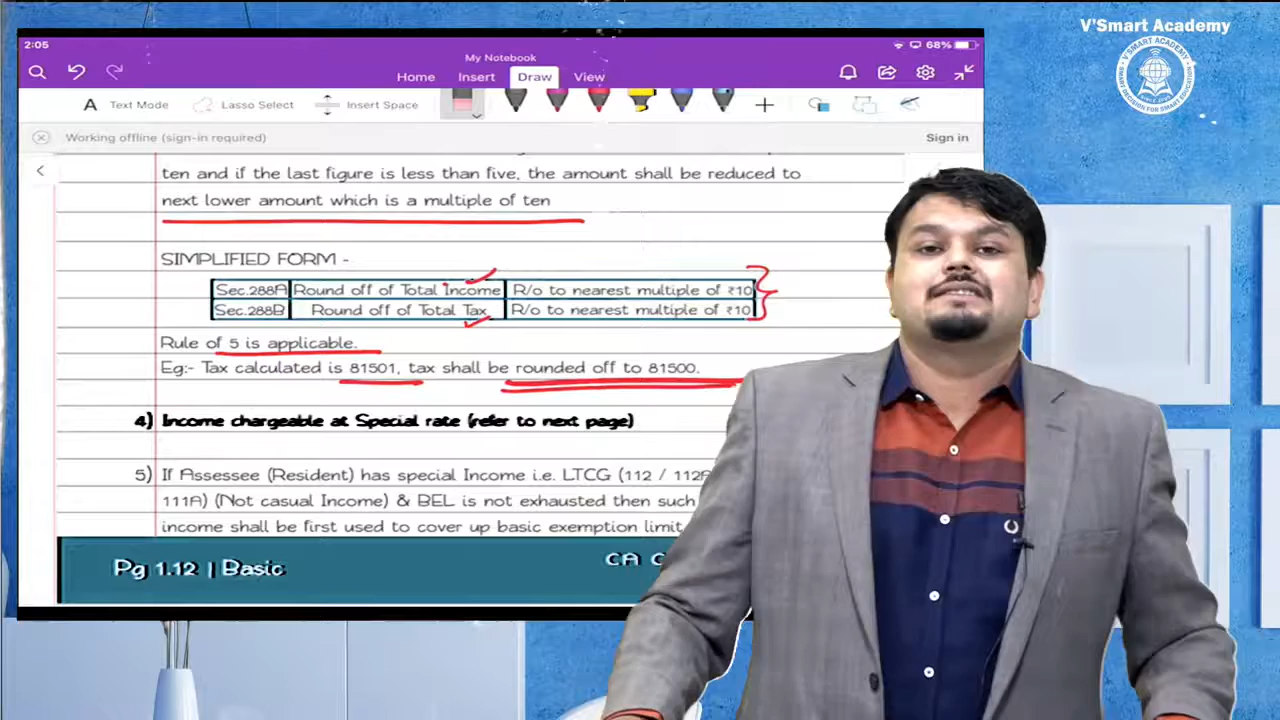 V'Smart Academy
2:05
68%
My Notebook
Home Insert Draw View
Text Mode Lasso Select Insert Space
Working offline (sign-in required) Sign in
ten and if the last figure is less than five, the amount shall be reduced to
next lower amount which is a multiple of ten
SIMPLIFIED FORM -
Sec.288A Round off of Total Income R/o to nearest multiple of ₹10
Sec.288B Round off of Total Tax R/o to nearest multiple of ₹10
Rule of 5 is applicable.
Eg:- Tax calculated is 81501, tax shall be rounded off to 81500.
4) Income chargeable at Special rate (refer to next page)
5) If Assessee (Resident) has special Income i.e. LTCG (112 / 112A
111A) (Not casual Income) & BEL is not exhausted then such
income shall be first used to cover up basic exemption limit
Pg 1.12 | Basic CA